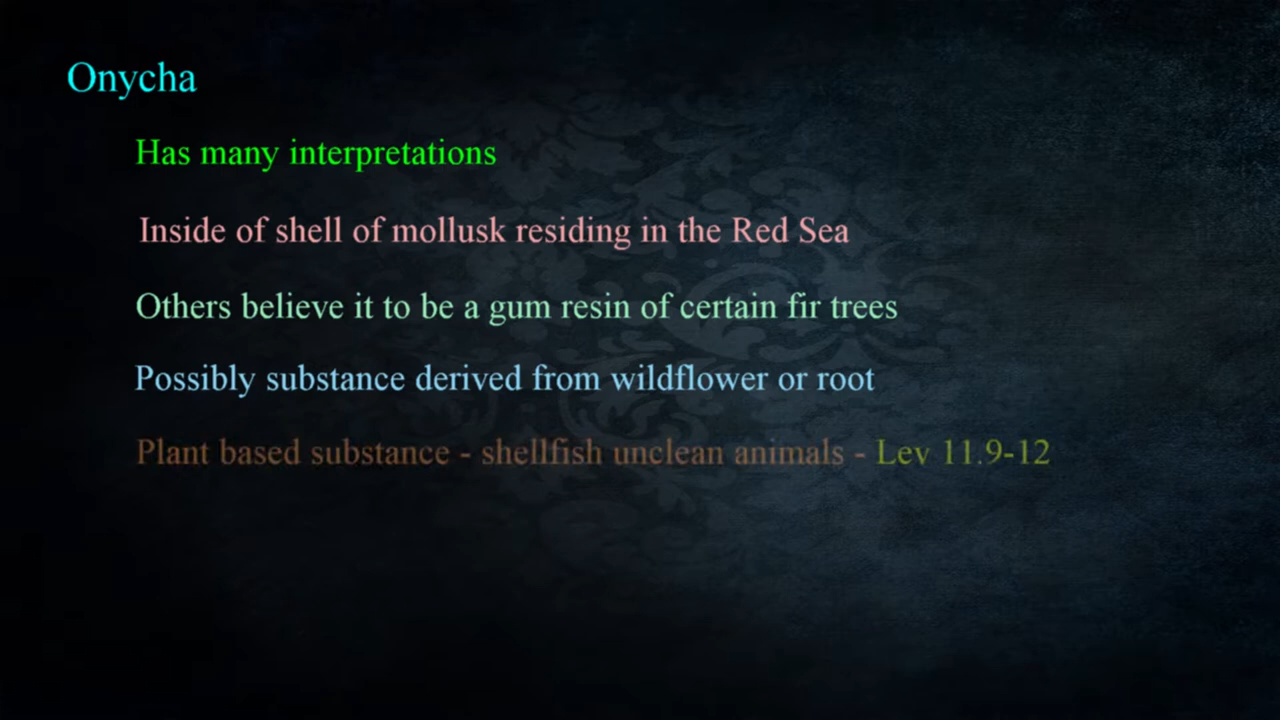 Onycha
Has many interpretations
Inside of shell of mollusk residing in the Red Sea
Others believe it to be a gum resin of certain fir trees
Possibly substance derived from wildflower or root
Plant based substance - shellfish unclean animals - Lev 11.9-12